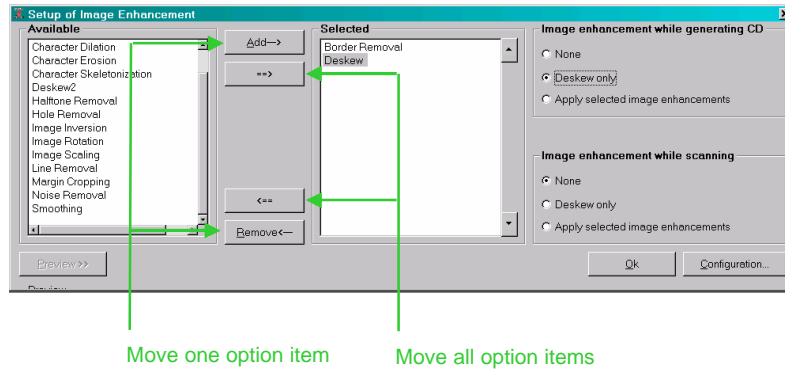 Setup of Image Enhancement
Available
Character Dilation
Character Erosion
Character Skeletonization
Deskew2
Halftone Removal
Hole Removal
Image Inversion
Image Rotation
Image Scaling
Line Removal
Margin Cropping
Noise Removal
Smoothing
Add-->
==>
<==
Remove<--
Selected
Border Removal
Deskew
Image enhancement while generating CD
None
Deskew only
Apply selected image enhancements
Image enhancement while scanning
None
Deskew only
Apply selected image enhancements
Preview >>
Ok
Configuration...
Preview
Move one option item
Move all option items